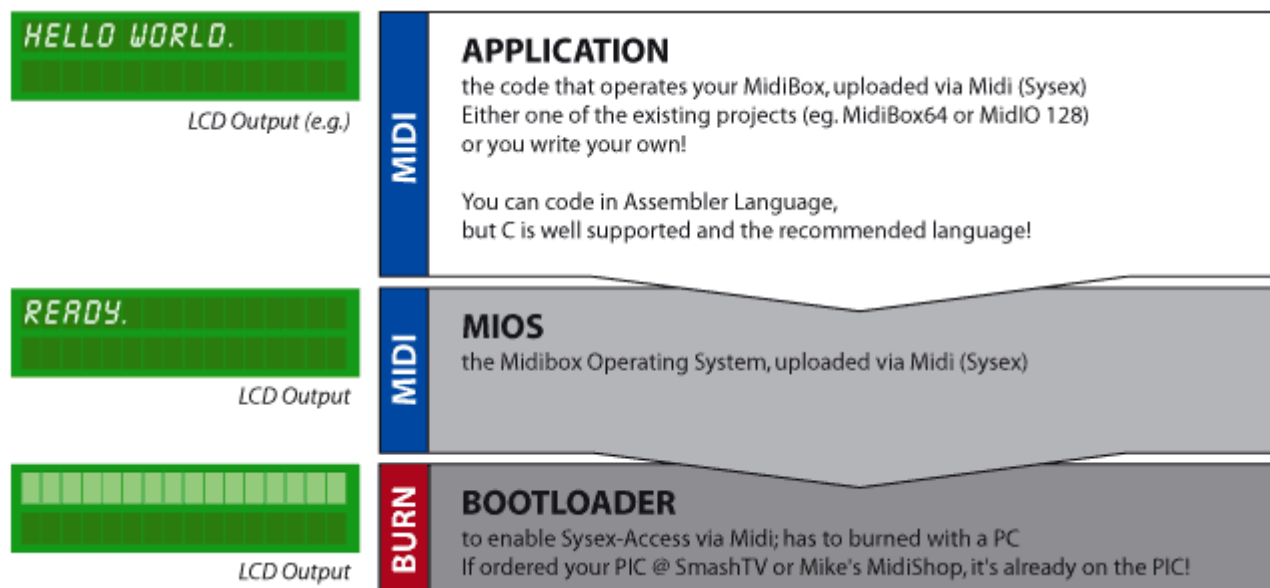 HELLO WORLD.
LCD Output (e.g.)
MIDI
APPLICATION
the code that operates your MidiBox, uploaded via Midi (Sysex)
Either one of the existing projects (eg. MidiBox64 or MidIO 128)
or you write your own!
You can code in Assembler Language,
but C is well supported and the recommended language!
READY.
LCD Output
MIDI
MIOS
the Midibox Operating System, uploaded via Midi (Sysex)
LCD Output
BURN
BOOTLOADER
to enable Sysex-Access via Midi; has to burned with a PC
If ordered your PIC @ SmashTV or Mike's MidiShop, it's already on the PIC!